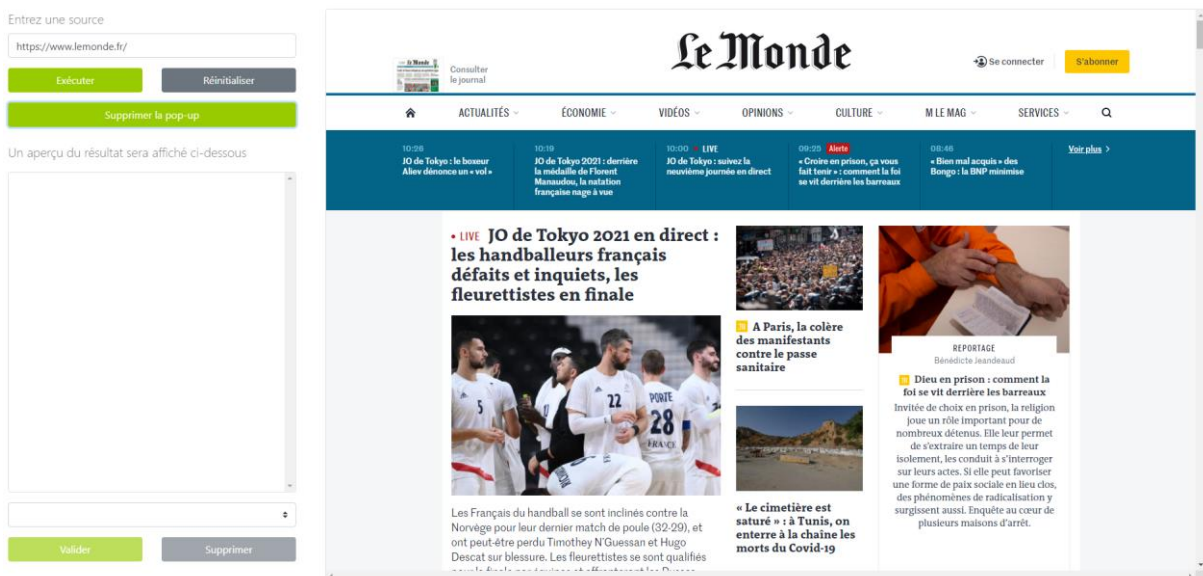 Entrez une source
https://www.lemonde.fr/
Exécuter
Réinitialiser
Supprimer la pop-up
Un aperçu du résultat sera affiché ci-dessous
Valider
Supprimer
Le Monde
Consulter
le journal
Le Monde
Se connecter
S'abonner
ACTUALITÉS
ÉCONOMIE
VIDÉOS
OPINIONS
CULTURE
M LE MAG
SERVICES
10:28
JO de Tokyo : le boxeur
Aliev dénonce un « vol »
10:19
JO de Tokyo 2021 : derrière
la médaille de Florent
Manaudou, la natation
française nage à vue
10:00 • LIVE
JO de Tokyo : suivez la
neuvième journée en direct
09:25 Alerte
« Croire en prison, ça vous
fait tenir » : comment la foi
se vit derrière les barreaux
08:46
« Bien mal acquis » des
Bongo : la BNP minimise
Voir plus >
• LIVE JO de Tokyo 2021 en direct :
les handballeurs français
défaits et inquiets, les
fleurettistes en finale
5
22
PORTE
28
FRANCE
Les Français du handball se sont inclinés contre la
Norvège pour leur dernier match de poule (32-29), et
ont peut-être perdu Timothey N'Guessan et Hugo
Descat sur blessure. Les fleurettistes se sont qualifiés
A Paris, la colère
des manifestants
contre le passe
sanitaire
« Le cimetière est
saturé » : à Tunis, on
enterre à la chaîne les
morts du Covid-19
REPORTAGE
Bénédicte Jeandeaud
Dieu en prison : comment la
foi se vit derrière les barreaux
Invitée de choix en prison, la religion
joue un rôle important pour de
nombreux détenus. Elle leur permet
de s'extraire un temps de leur
isolement, les conduit à s'interroger
sur leurs actes. Si elle peut favoriser
une forme de paix sociale en lieu clos,
des phénomènes de radicalisation y
surgissent aussi. Enquête au cœur de
plusieurs maisons d'arrêt.